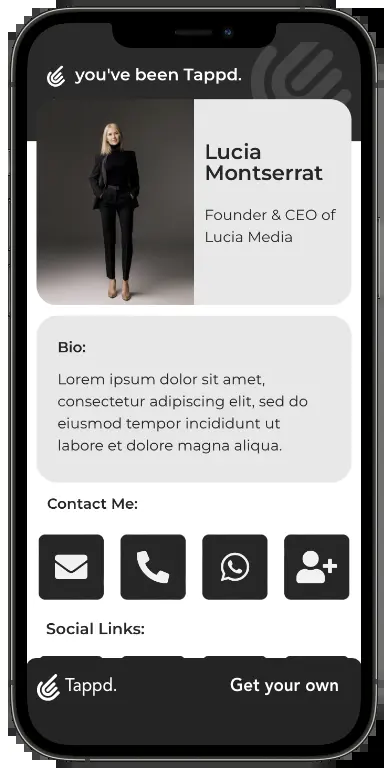 you've been Tappd.
Lucia
Montserrat
Founder & CEO of
Lucia Media
Bio:
Lorem ipsum dolor sit amet,
consectetur adipiscing elit, sed do
eiusmod tempor incididunt ut
labore et dolore magna aliqua.
Contact Me:
Social Links:
Tappd.
Get your own